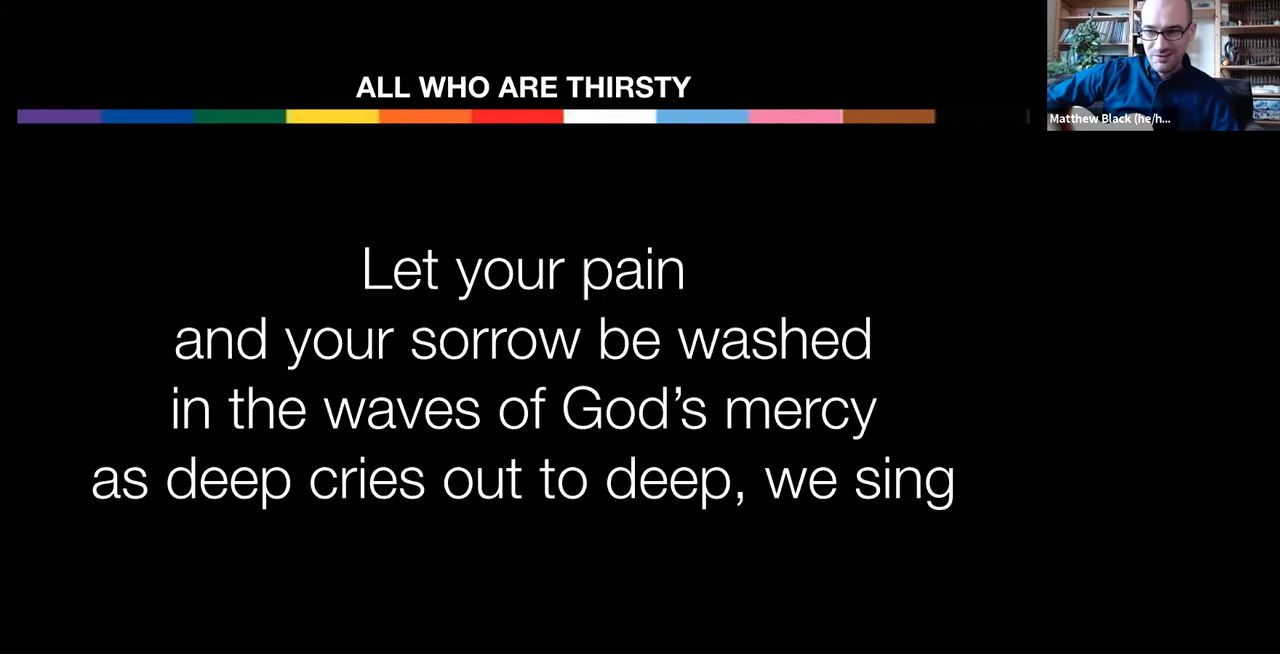 ALL WHO ARE THIRSTY
Matthew Black (he/h...
Let your pain
and your sorrow be washed
in the waves of God’s mercy
as deep cries out to deep, we sing